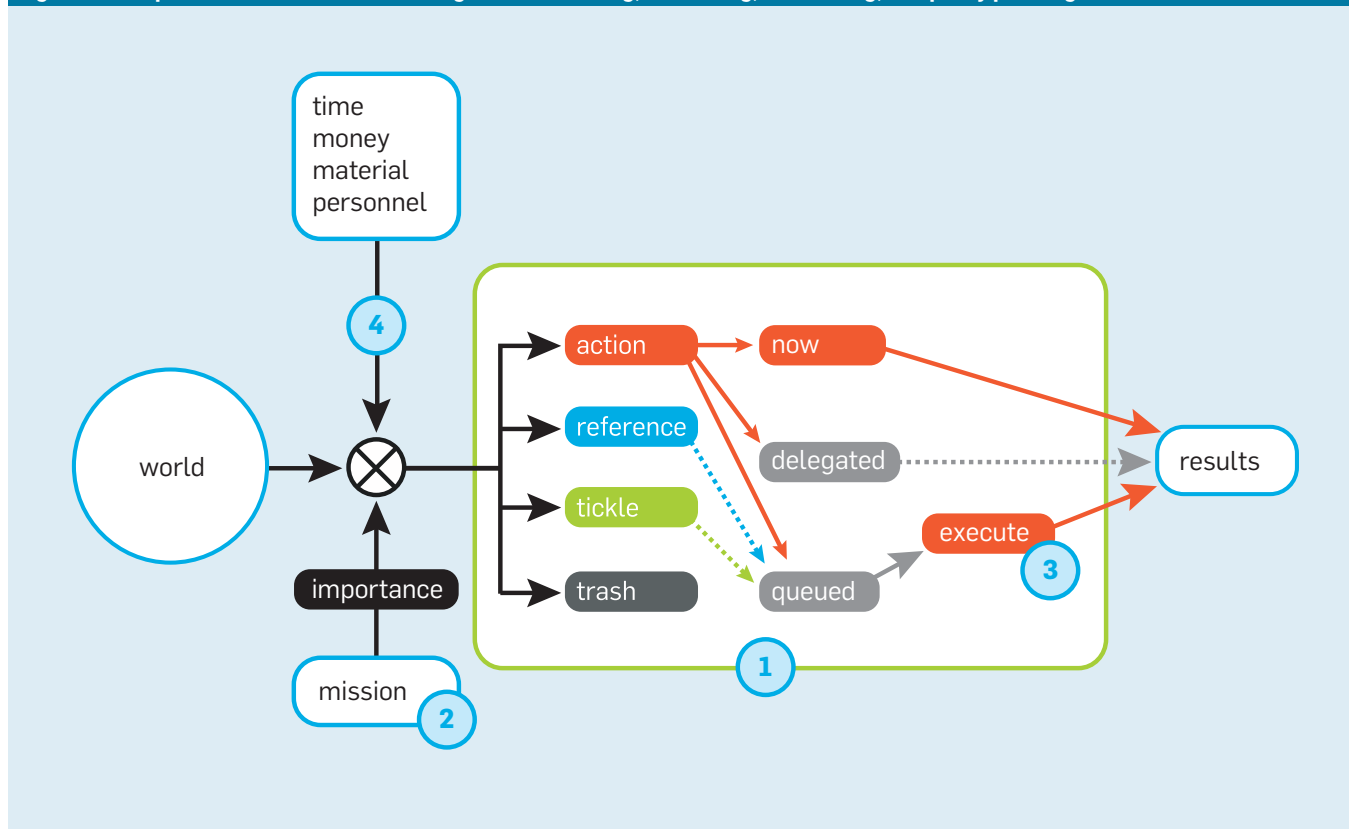 time
money
material
personnel
4
action
now
reference
world
delegated
results
tickle
execute
importance
trash
queued
3
1
mission
2